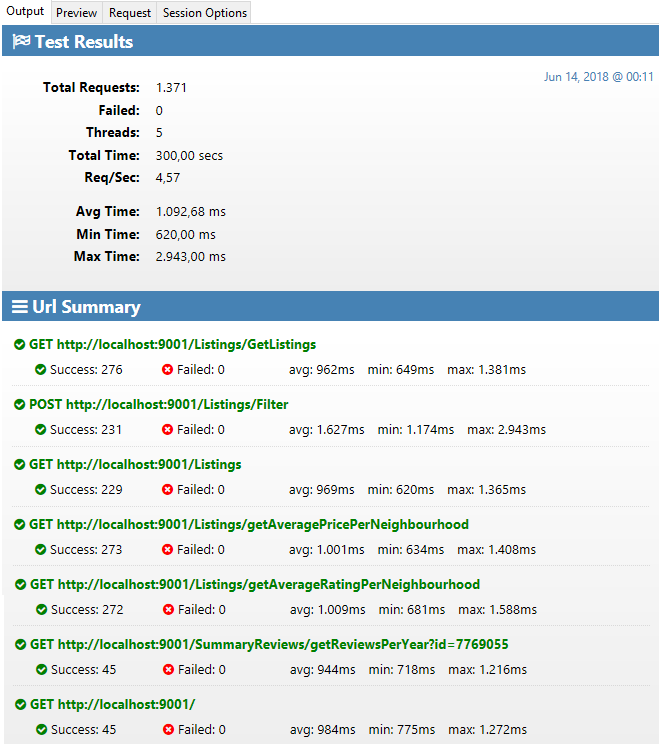 Output Preview Request Session Options
Test Results
Jun 14, 2018 @ 00:11
Total Requests: 1.371
Failed: 0
Threads: 5
Total Time: 300,00 secs
Req/Sec: 4,57
Avg Time: 1.092,68 ms
Min Time: 620,00 ms
Max Time: 2.943,00 ms
Url Summary
GET http://localhost:9001/Listings/GetListings
Success: 276 Failed: 0 avg: 962ms min: 649ms max: 1.381ms
POST http://localhost:9001/Listings/Filter
Success: 231 Failed: 0 avg: 1.627ms min: 1.174ms max: 2.943ms
GET http://localhost:9001/Listings
Success: 229 Failed: 0 avg: 969ms min: 620ms max: 1.365ms
GET http://localhost:9001/Listings/getAveragePricePerNeighbourhood
Success: 273 Failed: 0 avg: 1.001ms min: 634ms max: 1.408ms
GET http://localhost:9001/Listings/getAverageRatingPerNeighbourhood
Success: 272 Failed: 0 avg: 1.009ms min: 681ms max: 1.588ms
GET http://localhost:9001/SummaryReviews/getReviewsPerYear?id=7769055
Success: 45 Failed: 0 avg: 944ms min: 718ms max: 1.216ms
GET http://localhost:9001/
Success: 45 Failed: 0 avg: 984ms min: 775ms max: 1.272ms